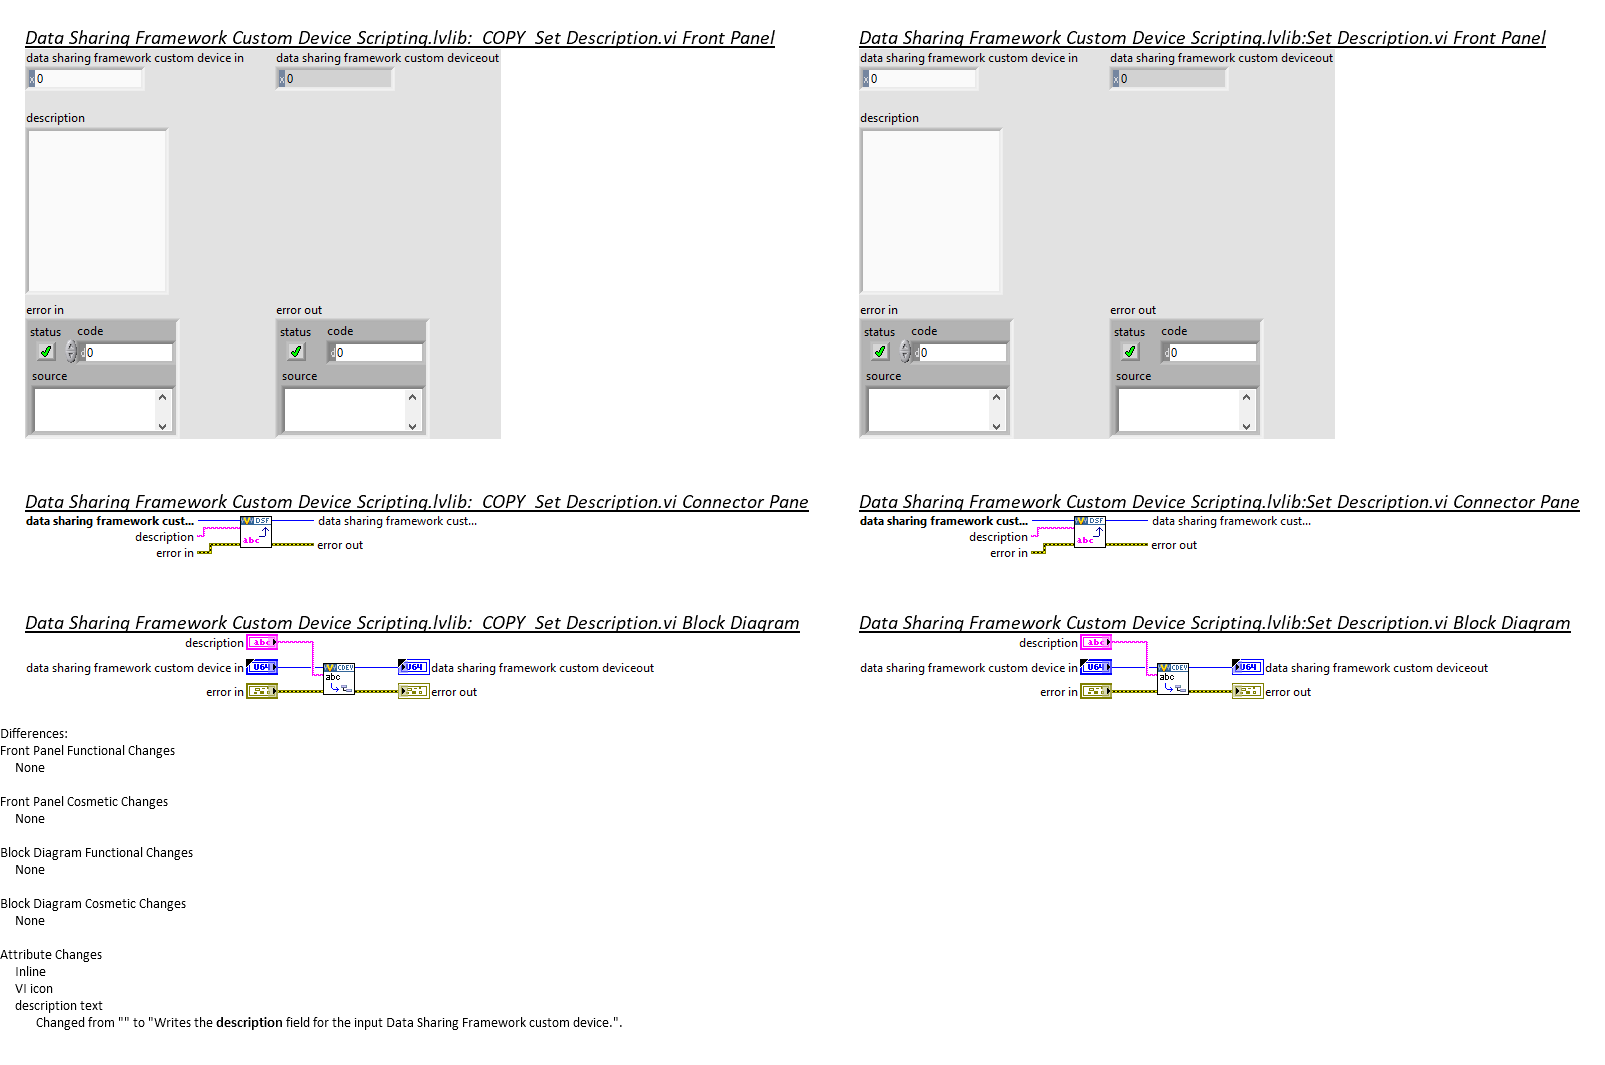 Data Sharing Framework Custom Device Scripting.lvlib:  COPY  Set Description.vi Front Panel
data sharing framework custom device in
data sharing framework custom deviceout
x 0
x 0
description
error in
error out
status
code
status
code
d 0
d 0
source
source
Data Sharing Framework Custom Device Scripting.lvlib:Set Description.vi Front Panel
data sharing framework custom device in
data sharing framework custom deviceout
x 0
x 0
description
error in
error out
status
code
status
code
d 0
d 0
source
source
Data Sharing Framework Custom Device Scripting.lvlib:  COPY  Set Description.vi Connector Pane
data sharing framework cust...
DSF
data sharing framework cust...
description
abc
error in
error out
Data Sharing Framework Custom Device Scripting.lvlib:Set Description.vi Connector Pane
data sharing framework cust...
DSF
data sharing framework cust...
description
abc
error in
error out
Data Sharing Framework Custom Device Scripting.lvlib:  COPY  Set Description.vi Block Diagram
description
abc
data sharing framework custom device in
U64
CDEV
abc
U64
data sharing framework custom deviceout
error in
error out
Data Sharing Framework Custom Device Scripting.lvlib:Set Description.vi Block Diagram
description
abc
data sharing framework custom device in
U64
CDEV
abc
U64
data sharing framework custom deviceout
error in
error out
Differences:
Front Panel Functional Changes
None
Front Panel Cosmetic Changes
None
Block Diagram Functional Changes
None
Block Diagram Cosmetic Changes
None
Attribute Changes
Inline
VI icon
description text
Changed from "" to "Writes the description field for the input Data Sharing Framework custom device.".